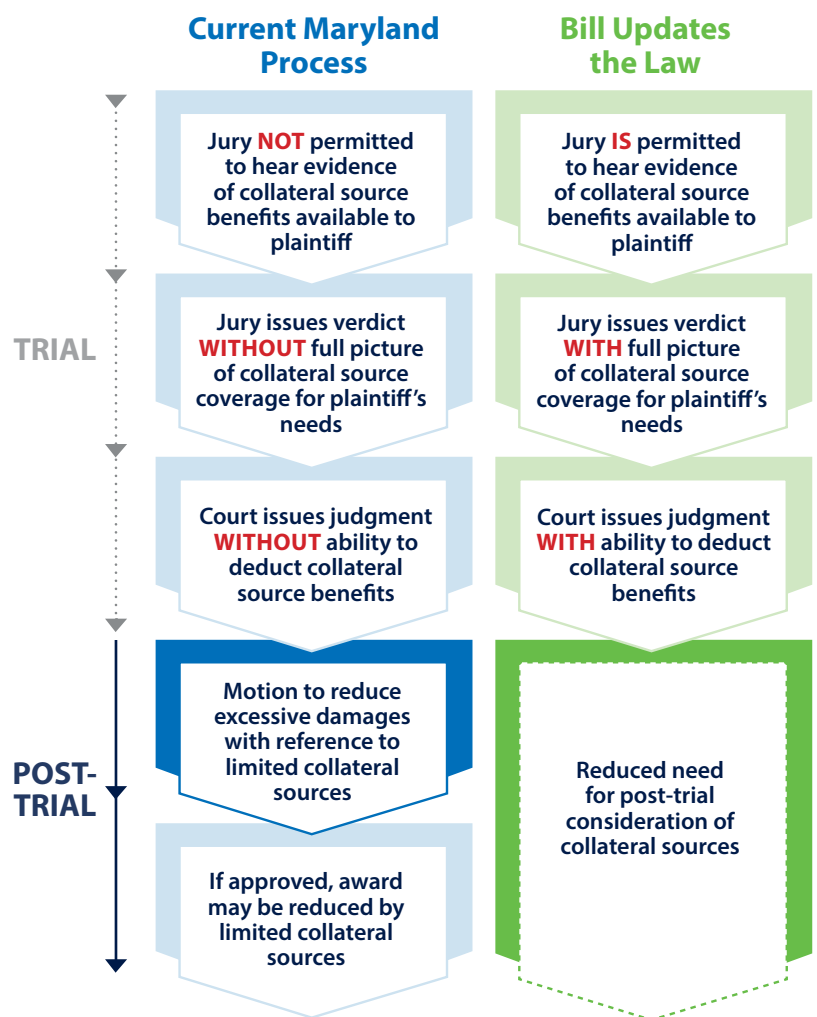 Current Maryland
Process
Bill Updates
the Law
TRIAL
Jury NOT permitted
to hear evidence
of collateral source
benefits available to
plaintiff
Jury IS permitted
to hear evidence
of collateral source
benefits available to
plaintiff
Jury issues verdict
WITHOUT full picture
of collateral source
coverage for plaintiff's
needs
Jury issues verdict
WITH full picture
of collateral source
coverage for plaintiff's
needs
Court issues judgment
WITHOUT ability to
deduct collateral
source benefits
Court issues judgment
WITH ability to deduct
collateral source
benefits
POST-
TRIAL
Motion to reduce
excessive damages
with reference to
limited collateral
sources
If approved, award
may be reduced by
limited collateral
sources
Reduced need
for post-trial
consideration of
collateral sources